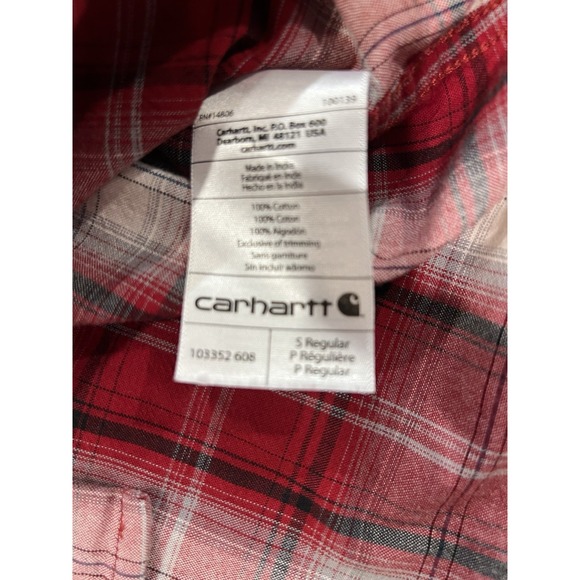 RN#14806 100139
Carhartt, Inc. P.O. Box 600
Dearborn, MI 48121 USA
carhartt.com
Made in India
Fabriqué en Inde
Hecho en la India
100% Cotton
100% Coton
100% Algodón
Exclusive of trimming
Sans garniture
Sin incluir adorno
carhartt
103352 608
S Regular
P Régulière
P Regular